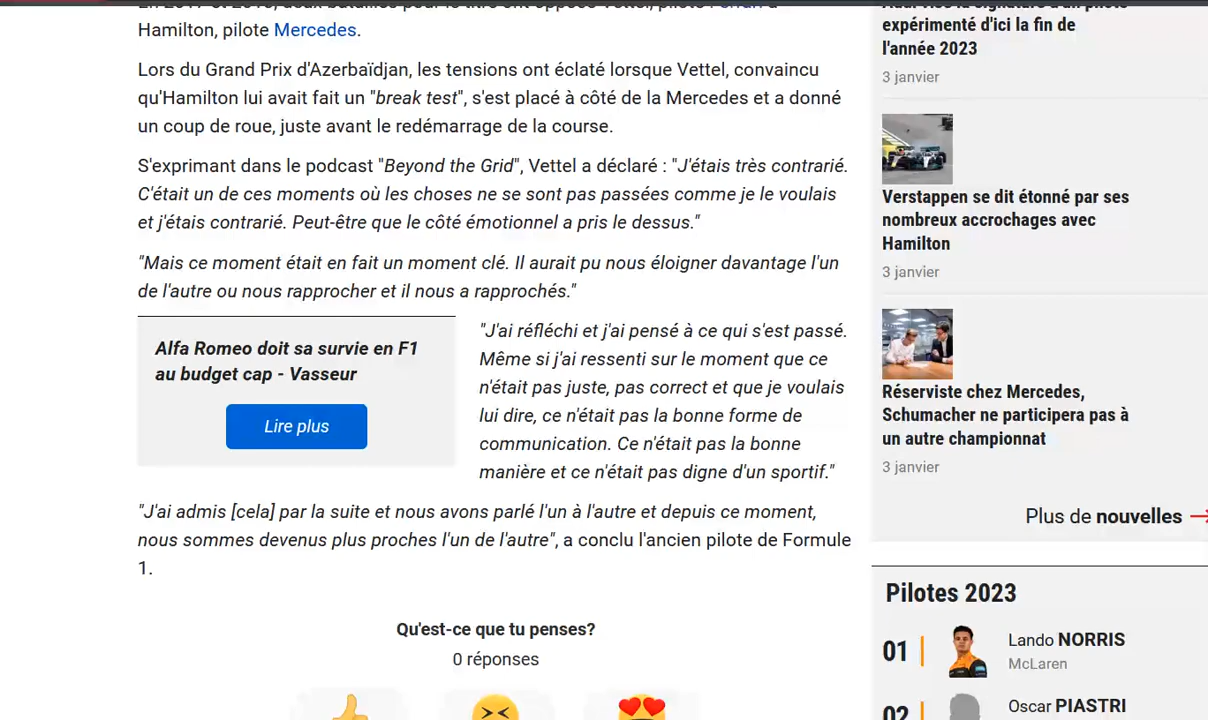 Hamilton, pilote Mercedes.
Lors du Grand Prix d'Azerbaïdjan, les tensions ont éclaté lorsque Vettel, convaincu
qu'Hamilton lui avait fait un "break test", s'est placé à côté de la Mercedes et a donné
un coup de roue, juste avant le redémarrage de la course.
S'exprimant dans le podcast "Beyond the Grid", Vettel a déclaré : "J'étais très contrarié.
C'était un de ces moments où les choses ne se sont pas passées comme je le voulais
et j'étais contrarié. Peut-être que le côté émotionnel a pris le dessus."
"Mais ce moment était en fait un moment clé. Il aurait pu nous éloigner davantage l'un
de l'autre ou nous rapprocher et il nous a rapprochés."
Alfa Romeo doit sa survie en F1
au budget cap - Vasseur
Lire plus
"J'ai réfléchi et j'ai pensé à ce qui s'est passé.
Même si j'ai ressenti sur le moment que ce
n'était pas juste, pas correct et que je voulais
lui dire, ce n'était pas la bonne forme de
communication. Ce n'était pas la bonne
manière et ce n'était pas digne d'un sportif."
"J'ai admis [cela] par la suite et nous avons parlé l'un à l'autre et depuis ce moment,
nous sommes devenus plus proches l'un de l'autre", a conclu l'ancien pilote de Formule
1.
Qu'est-ce que tu penses?
0 réponses
expérimenté d'ici la fin de
l'année 2023
3 janvier
Verstappen se dit étonné par ses
nombreux accrochages avec
Hamilton
3 janvier
Réserviste chez Mercedes,
Schumacher ne participera pas à
un autre championnat
3 janvier
Plus de nouvelles
Pilotes 2023
01
Lando NORRIS
McLaren
02
Oscar PIASTRI